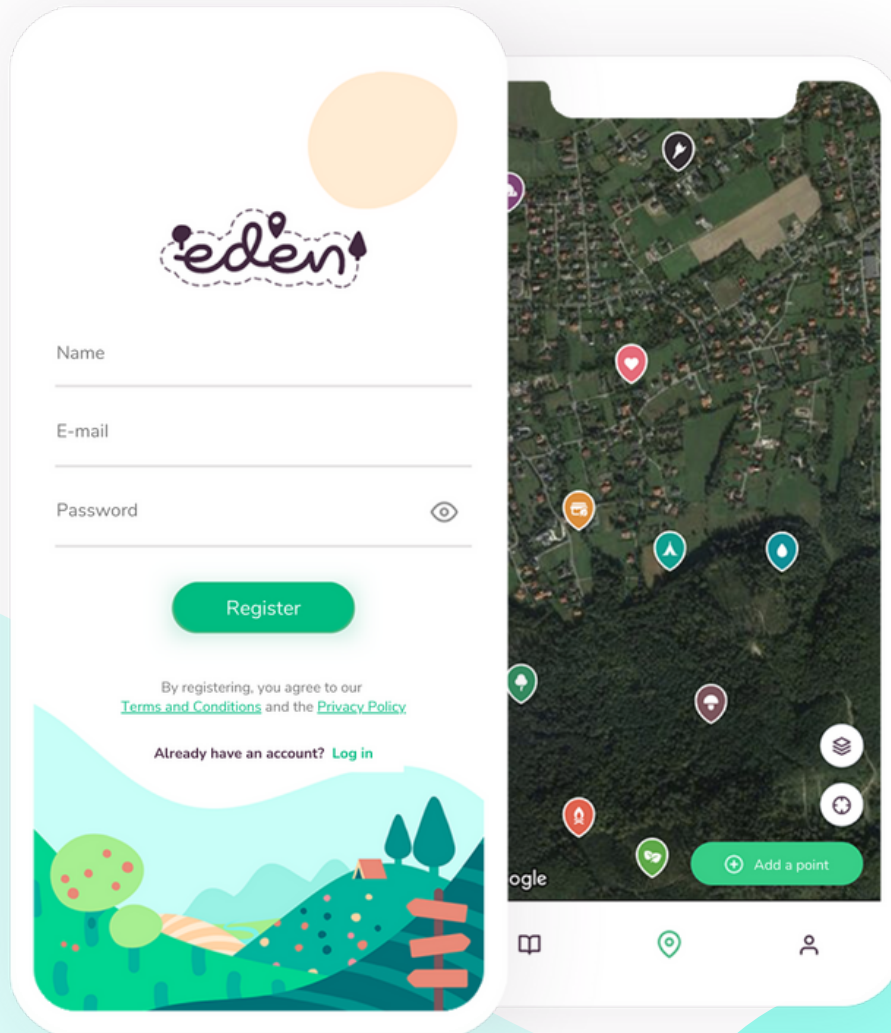 eden
Name
E-mail
Password
Register
By registering, you agree to our
Terms and Conditions and the Privacy Policy
Already have an account? Log in
ogle
Add a point